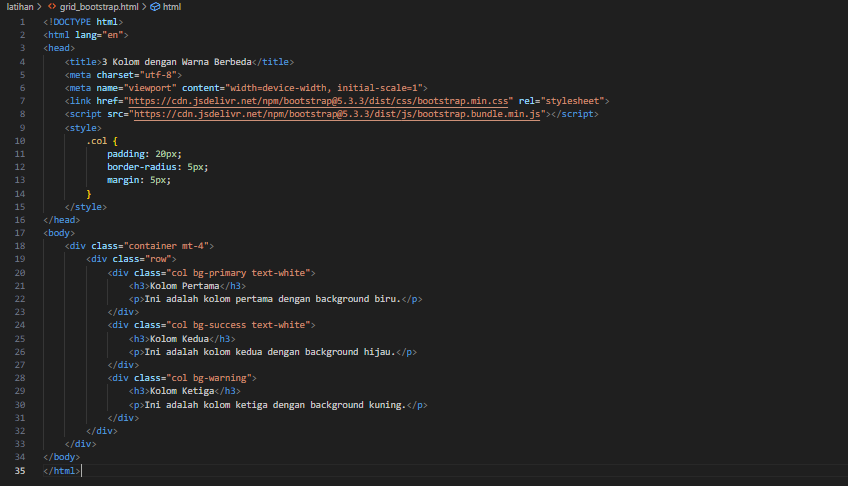 latihan > <> grid_bootstrap.html > html
1 <!DOCTYPE html>
2 <html lang="en">
3 <head>
4 <title>3 Kolom dengan Warna Berbeda</title>
5 <meta charset="utf-8">
6 <meta name="viewport" content="width=device-width, initial-scale=1">
7 <link href="https://cdn.jsdelivr.net/npm/bootstrap@5.3.3/dist/css/bootstrap.min.css" rel="stylesheet">
8 <script src="https://cdn.jsdelivr.net/npm/bootstrap@5.3.3/dist/js/bootstrap.bundle.min.js"></script>
9 <style>
10 .col {
11 padding: 20px;
12 border-radius: 5px;
13 margin: 5px;
14 }
15 </style>
16 </head>
17 <body>
18 <div class="container mt-4">
19 <div class="row">
20 <div class="col bg-primary text-white">
21 <h3>Kolom Pertama</h3>
22 <p>Ini adalah kolom pertama dengan background biru.</p>
23 </div>
24 <div class="col bg-success text-white">
25 <h3>Kolom Kedua</h3>
26 <p>Ini adalah kolom kedua dengan background hijau.</p>
27 </div>
28 <div class="col bg-warning">
29 <h3>Kolom Ketiga</h3>
30 <p>Ini adalah kolom ketiga dengan background kuning.</p>
31 </div>
32 </div>
33 </div>
34 </body>
35 </html>